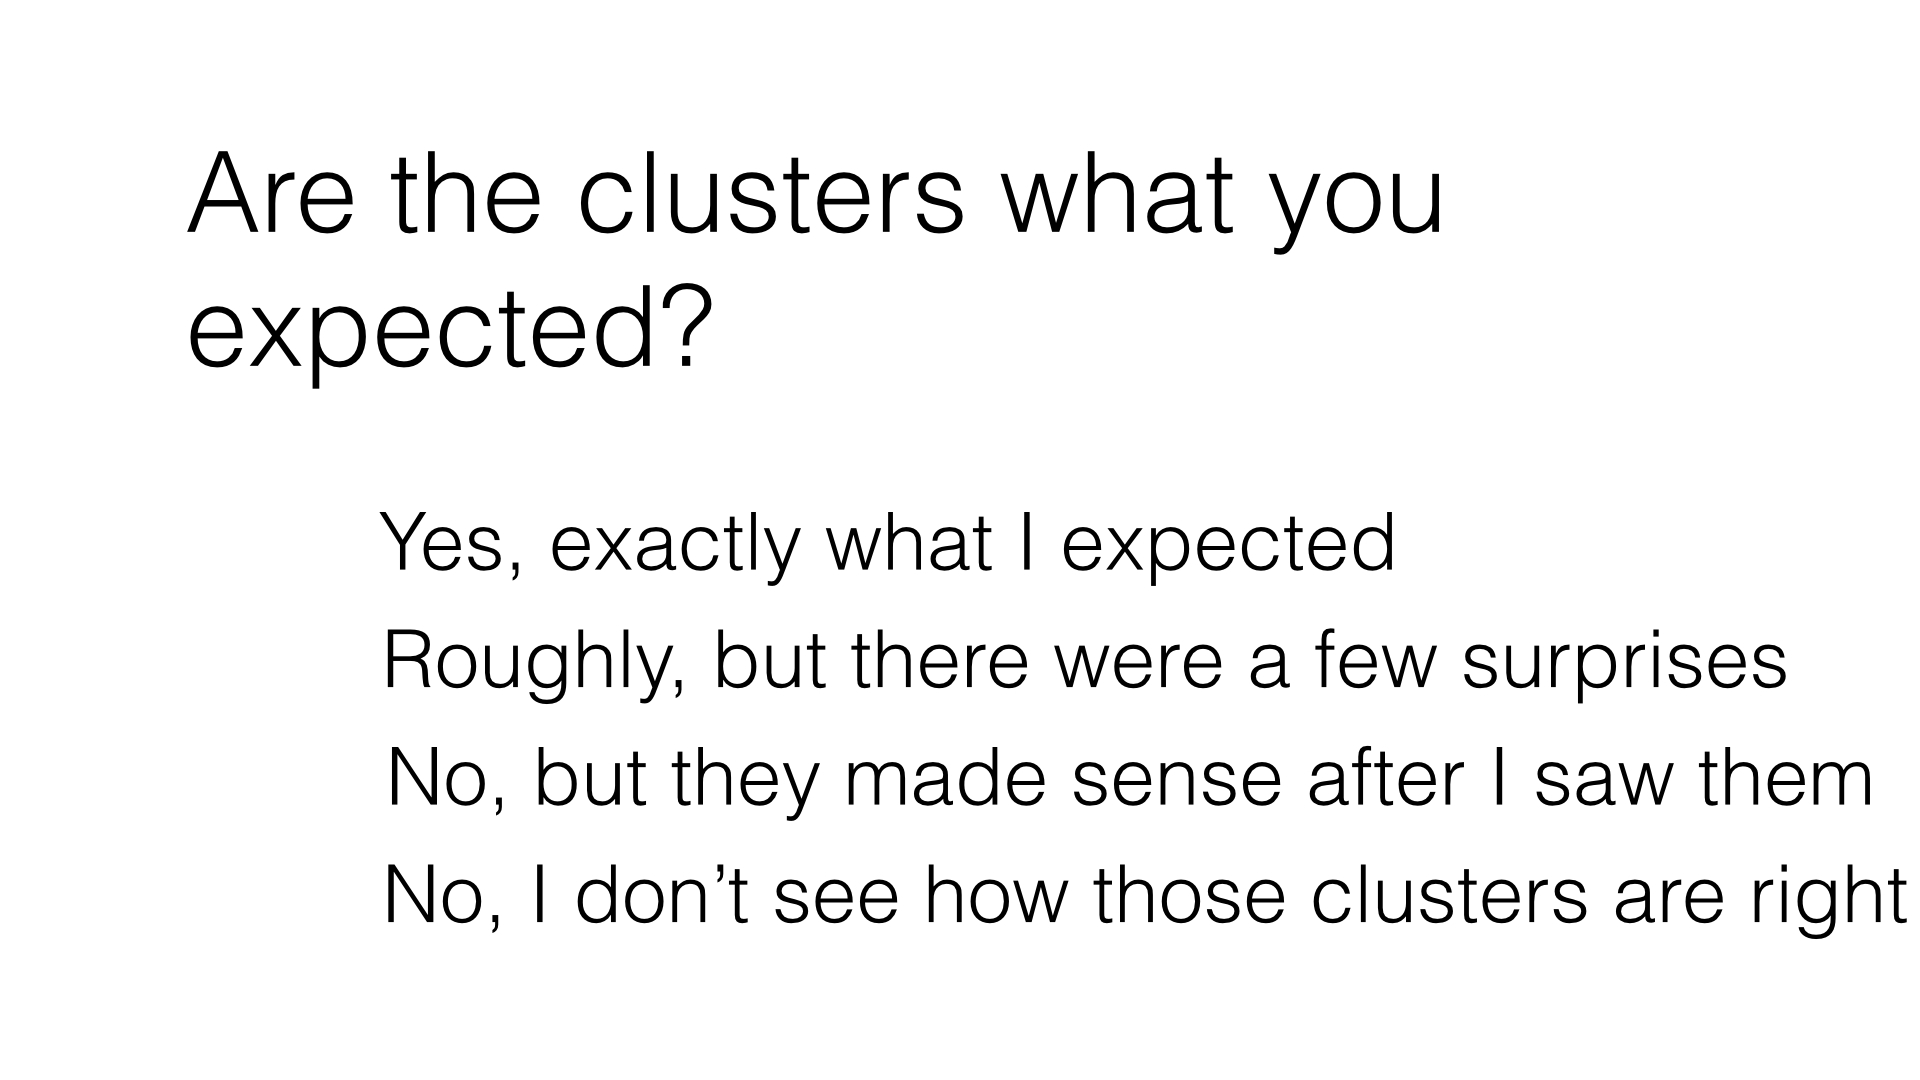 Are the clusters what you
expected?
Yes, exactly what I expected
Roughly, but there were a few surprises
No, but they made sense after I saw them
No, I don’t see how those clusters are right